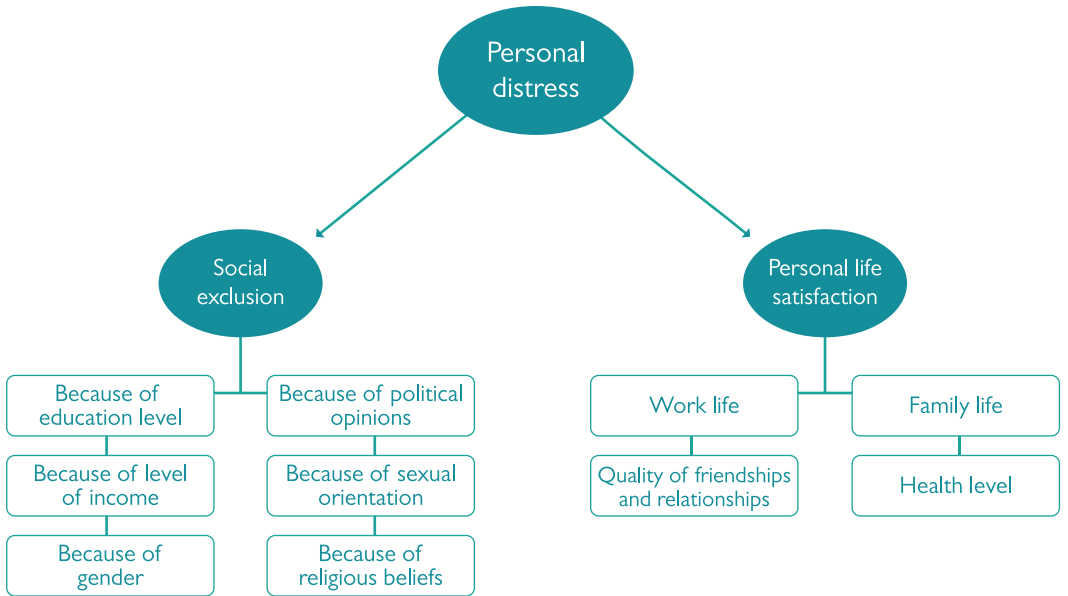 Personal
distress
Social
exclusion
Personal life
satisfaction
Because of
education level
Because of political
opinions
Because of level
of income
Because of sexual
orientation
Because of
gender
Because of
religious beliefs
Work life
Family life
Quality of friendships
and relationships
Health level